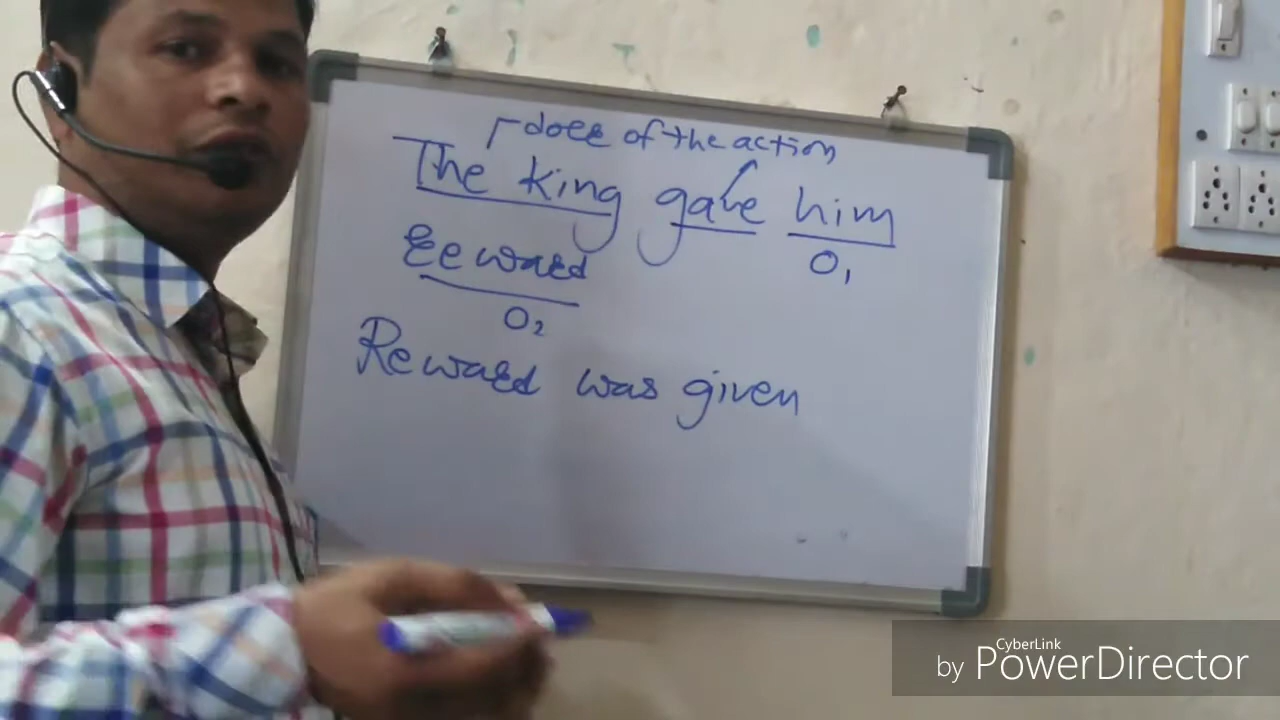 doer of the action
The king gave him
O1
reward
O2
Reward was given
CyberLink
by PowerDirector